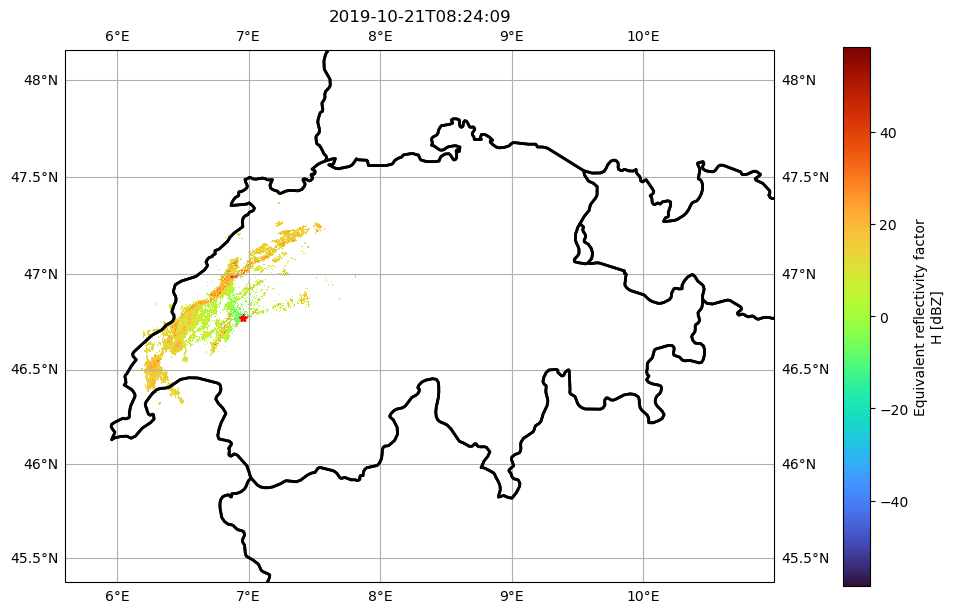 2019-10-21T08:24:09
6°E 7°E 8°E 9°E 10°E
48°N 48°N
47.5°N 47.5°N
47°N 47°N
46.5°N 46.5°N
46°N 46°N
45.5°N 45.5°N
6°E 7°E 8°E 9°E 10°E
40
20
0
−20
−40
Equivalent reflectivity factor
H [dBZ]